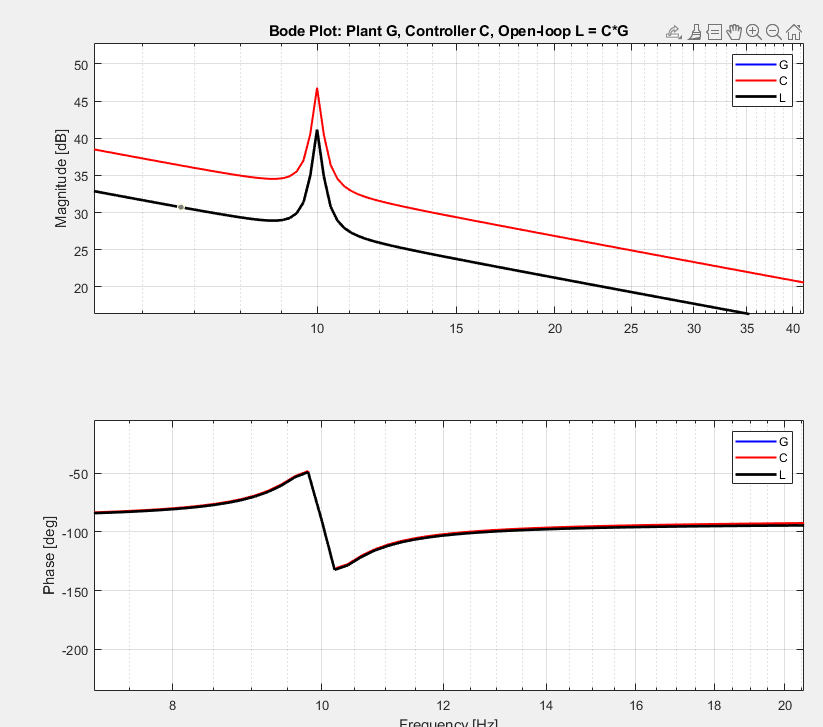 Bode Plot: Plant G, Controller C, Open-loop L = C*G
Magnitude [dB]
50
45
40
35
30
25
20
G
C
L
10
15
20
25
30
35
40
Phase [deg]
-50
-100
-150
-200
G
C
L
8
10
12
14
16
18
20
Frequency [Hz]